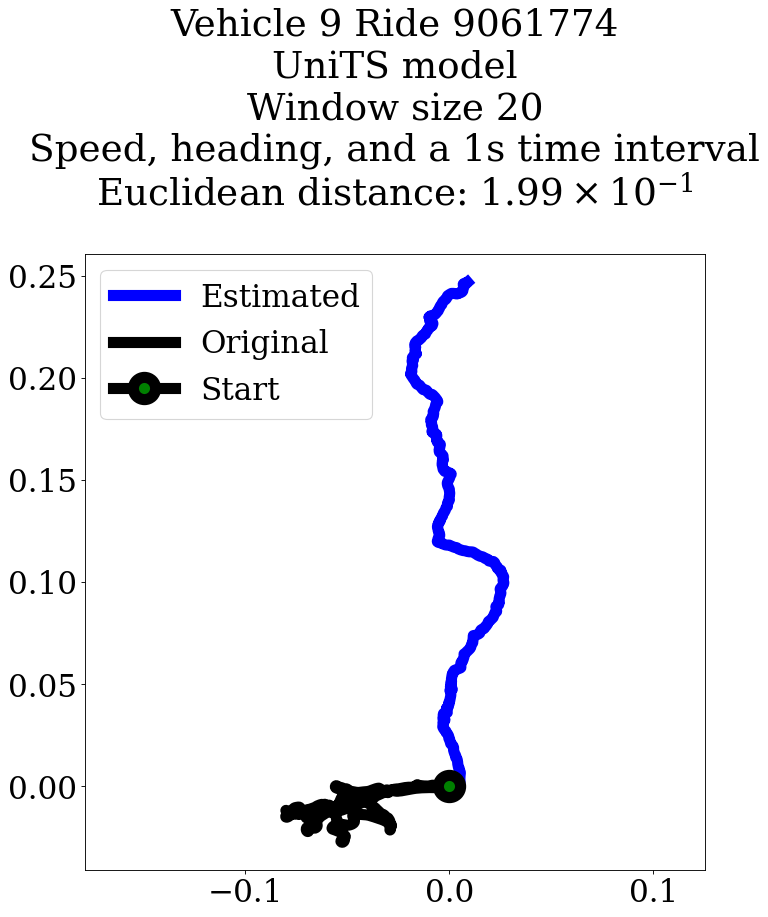 Vehicle 9 Ride 9061774
UniTS model
Window size 20
Speed, heading, and a 1s time interval
Euclidean distance: 1.99 × 10⁻¹
Estimated
Original
Start
0.25
0.20
0.15
0.10
0.05
0.00
−0.1
0.0
0.1